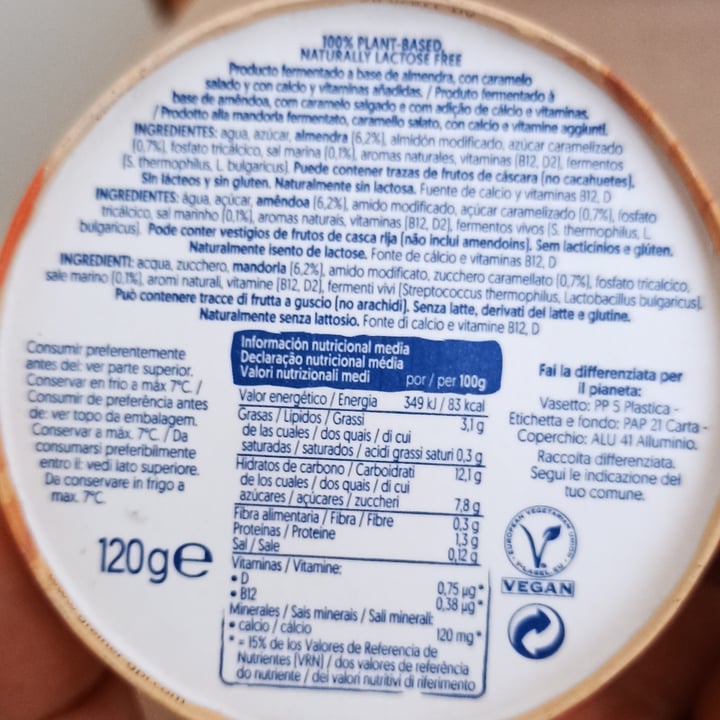 100% PLANT-BASED,
NATURALLY LACTOSE FREE
Producto fermentado a base de almendra, con caramelo
salado y con calcio y vitaminas añadidas. / Produto fermentado à
base de amêndoa, com caramelo salgado e com adição de cálcio e vitaminas.
/ Prodotto alla mandorla fermentato, caramello salato, con calcio e vitamine aggiunti.
INGREDIENTES: agua, azúcar, almendra (6,2%), almidón modificado, azúcar caramelizado
(0,7%), fosfato tricálcico, sal marina (0,1%), aromas naturales, vitaminas (B12, D2), fermentos
(S. thermophilus, L. bulgaricus). Puede contener trazas de frutos de cáscara (no cacahuetes).
Sin lácteos y sin gluten. Naturalmente sin lactosa. Fuente de calcio y vitaminas B12, D
INGREDIENTES: água, açúcar, amêndoa (6,2%), amido modificado, açúcar caramelizado (0,7%), fosfato
tricálcico, sal marinho (0,1%), aromas naturais, vitaminas (B12, D2), fermentos vivos (S. thermophilus, L.
bulgaricus). Pode conter vestígios de frutos de casca rija (não inclui amendoins). Sem lacticínios e glúten.
Naturalmente isento de lactose. Fonte de cálcio e vitaminas B12, D
INGREDIENTI: acqua, zucchero, mandorla (6,2%), amido modificato, zucchero caramellato (0,7%), fosfato tricalcico,
sale marino (0,1%), aromi naturali, vitamine (B12, D2), fermenti vivi (Streptococcus thermophilus, Lactobacillus bulgaricus).
Può contenere tracce di frutta a guscio (no arachidi). Senza latte, derivati del latte e glutine.
Naturalmente senza lattosio. Fonte di calcio e vitamine B12, D
Consumir preferentemente
antes del: ver parte superior.
Conservar en frío a máx 7°C. /
Consumir de preferência antes
de: ver topo da embalagem.
Conservar a máx. 7°C. / Da
consumarsi preferibilmente
entro il: vedi lato superiore.
Da conservare in frigo a
max. 7°C.
120g e
Información nutricional media
Declaração nutricional média
Valori nutrizionali medi por / per 100g
Valor energético / Energia 349 kJ / 83 kcal
Grasas / Lípidos / Grassi 3,1 g
de las cuales / dos quais / di cui
saturadas / saturados / acidi grassi saturi 0,3 g
Hidratos de carbono / Carboidrati 12,1 g
de los cuales / dos quais / di cui
azúcares / açúcares / zuccheri 7,8 g
Fibra alimentaria / Fibra / Fibre 0,3 g
Proteínas / Proteine 1,3 g
Sal / Sale 0,12 g
Vitaminas / Vitamine:
• D 0,75 µg*
• B12 0,38 µg*
Minerales / Sais minerais / Sali minerali:
• calcio / cálcio 120 mg*
* = 15% de los Valores de Referencia de
Nutrientes (VRN) / dos valores de referência
do nutriente / dei valori nutritivi di riferimento
Fai la differenziata per
il pianeta:
Vasetto: PP 5 Plastica -
Etichetta e fondo: PAP 21 Carta -
Coperchio: ALU 41 Alluminio.
Raccolta differenziata.
Segui le indicazione del
tuo comune.
EUROPEAN VEGETARIAN UNION
V-LABEL.EU
VEGAN